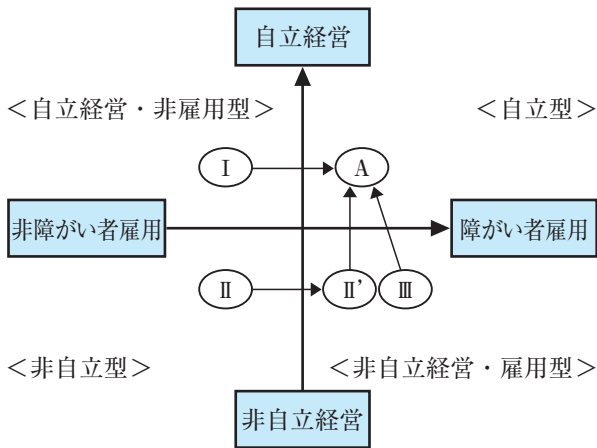 自立経営
＜自立経営・非雇用型＞
＜自立型＞
Ⅰ
A
非障がい者雇用
障がい者雇用
Ⅱ
Ⅱ’
Ⅲ
＜非自立型＞
＜非自立経営・雇用型＞
非自立経営